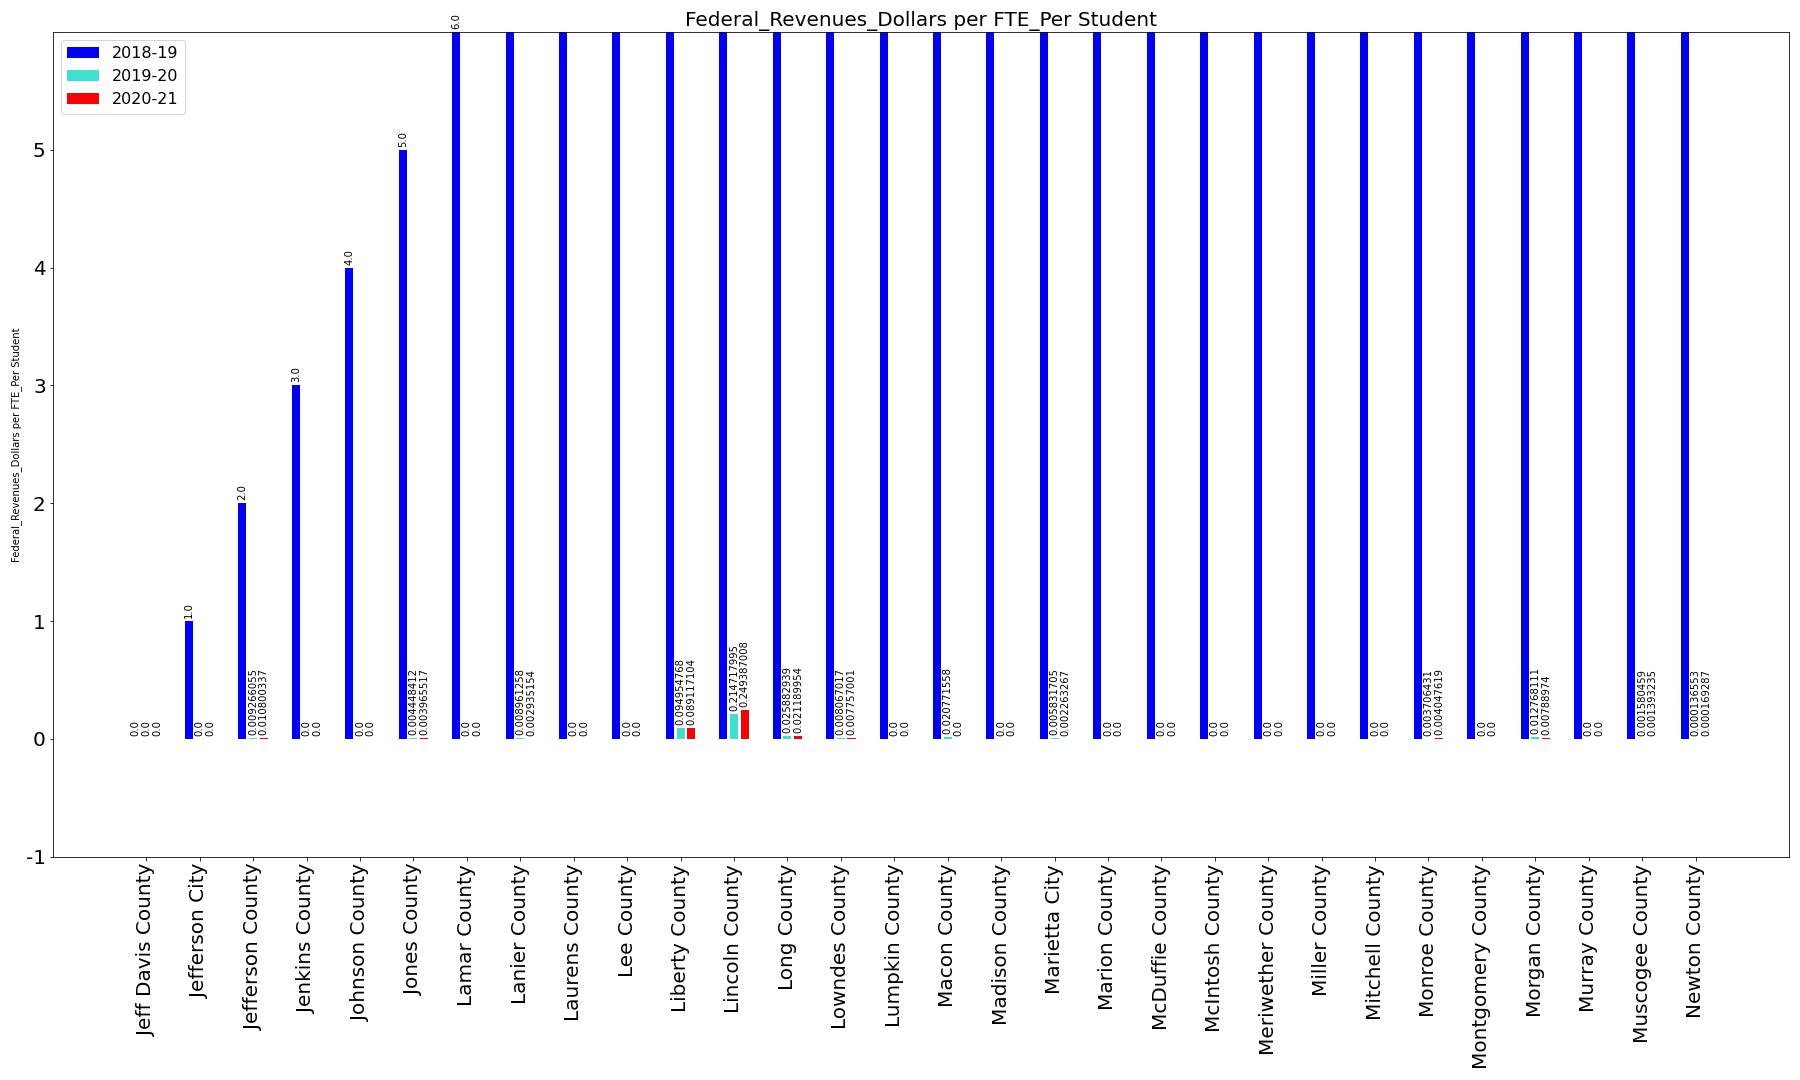 Federal_Revenues_Dollars per FTE_Per Student
2018-19
2019-20
2020-21
Federal_Revenues_Dollars per FTE_Per Student
5
4
3
2
1
0
-1
0.0
0.0
0.0
1.0
0.0
0.0
2.0
0.009266055
0.010800337
3.0
0.0
0.0
4.0
0.0
0.0
5.0
0.004448412
0.003965517
6.0
0.0
0.0
0.008961258
0.002935154
0.0
0.0
0.0
0.0
0.094954768
0.089117104
0.214717995
0.249387008
0.025882939
0.021189954
0.008067017
0.007757001
0.0
0.0
0.020771558
0.0
0.0
0.0
0.005831705
0.002263267
0.0
0.0
0.0
0.0
0.0
0.0
0.0
0.0
0.0
0.0
0.0
0.0
0.003706431
0.004047619
0.0
0.0
0.012768111
0.007888974
0.0
0.0
0.001580459
0.001393235
0.000136553
0.000169287
Jeff Davis County
Jefferson City
Jefferson County
Jenkins County
Johnson County
Jones County
Lamar County
Lanier County
Laurens County
Lee County
Liberty County
Lincoln County
Long County
Lowndes County
Lumpkin County
Macon County
Madison County
Marietta City
Marion County
McDuffie County
McIntosh County
Meriwether County
Miller County
Mitchell County
Monroe County
Montgomery County
Morgan County
Murray County
Muscogee County
Newton County